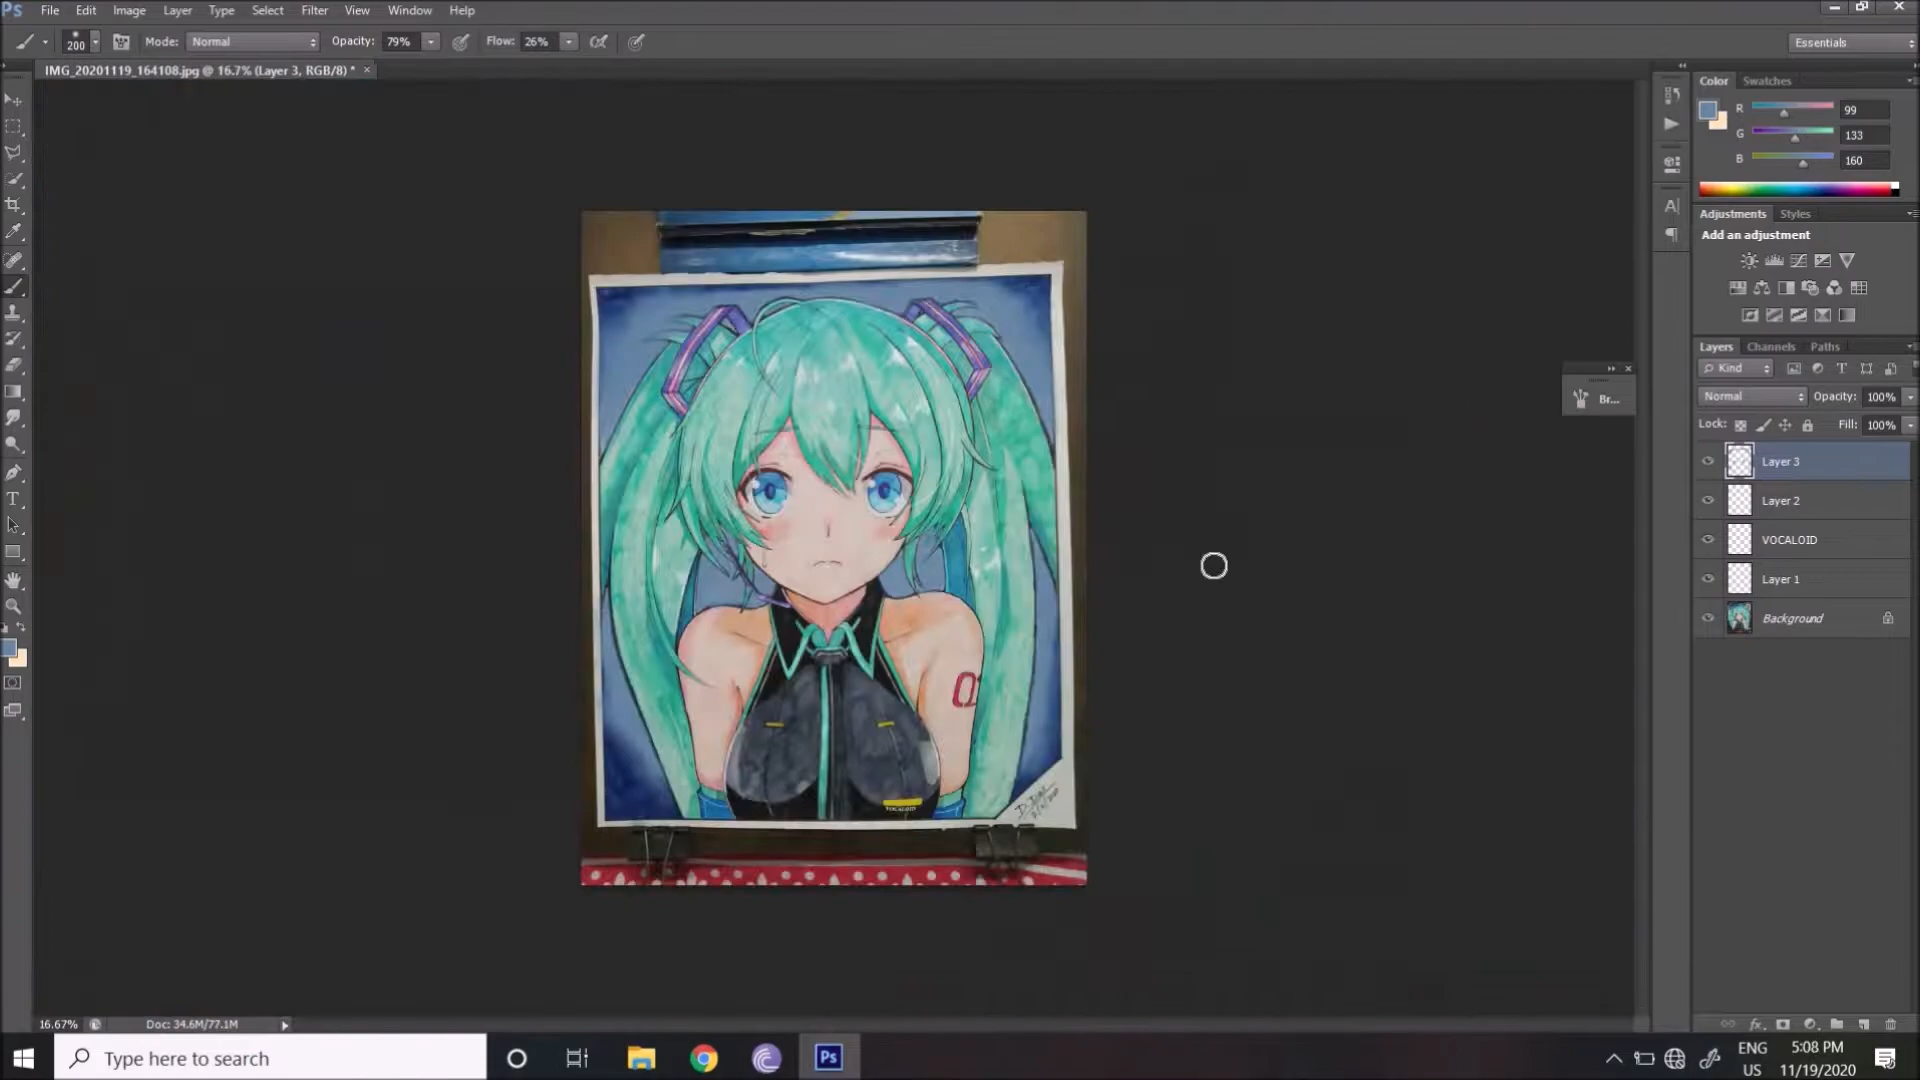 Ps File Edit Image Layer Type Select Filter View Window Help
200 Mode: Normal Opacity: 79% Flow: 26% Essentials
IMG_20201119_164108.jpg @ 16.7% (Layer 3, RGB/8) * ×
Color Swatches
R 99
G 133
B 160
Adjustments Styles
Add an adjustment
Layers Channels Paths
Kind
Normal Opacity: 100%
Lock: Fill: 100%
Br...
Layer 3
Layer 2
VOCALOID
Layer 1
Background
01
VOCALOID
16.67% Doc: 34.6M/77.1M
Type here to search
Ps
ENG 5:08 PM
US 11/19/2020